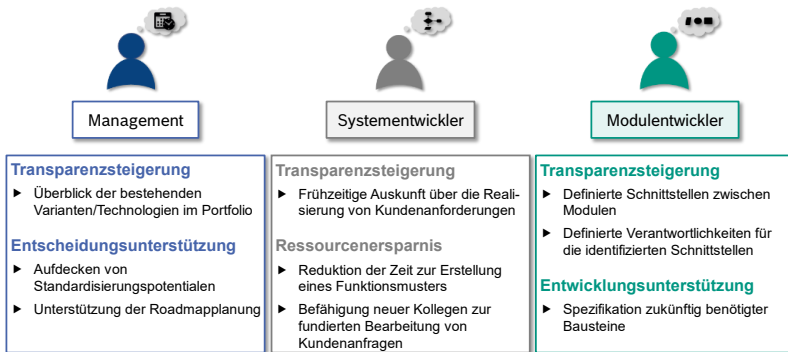 Management
Systementwickler
Modulentwickler
Transparenzsteigerung
► Überblick der bestehenden
Varianten/Technologien im Portfolio
Entscheidungsunterstützung
► Aufdecken von
Standardisierungspotentialen
► Unterstützung der Roadmapplanung
Transparenzsteigerung
► Frühzeitige Auskunft über die Reali-
sierung von Kundenanforderungen
Ressourcenersparnis
► Reduktion der Zeit zur Erstellung
eines Funktionsmusters
► Befähigung neuer Kollegen zur
fundierten Bearbeitung von
Kundenanfragen
Transparenzsteigerung
► Definierte Schnittstellen zwischen
Modulen
► Definierte Verantwortlichkeiten für
die identifizierten Schnittstellen
Entwicklungsunterstützung
► Spezifikation zukünftig benötigter
Bausteine